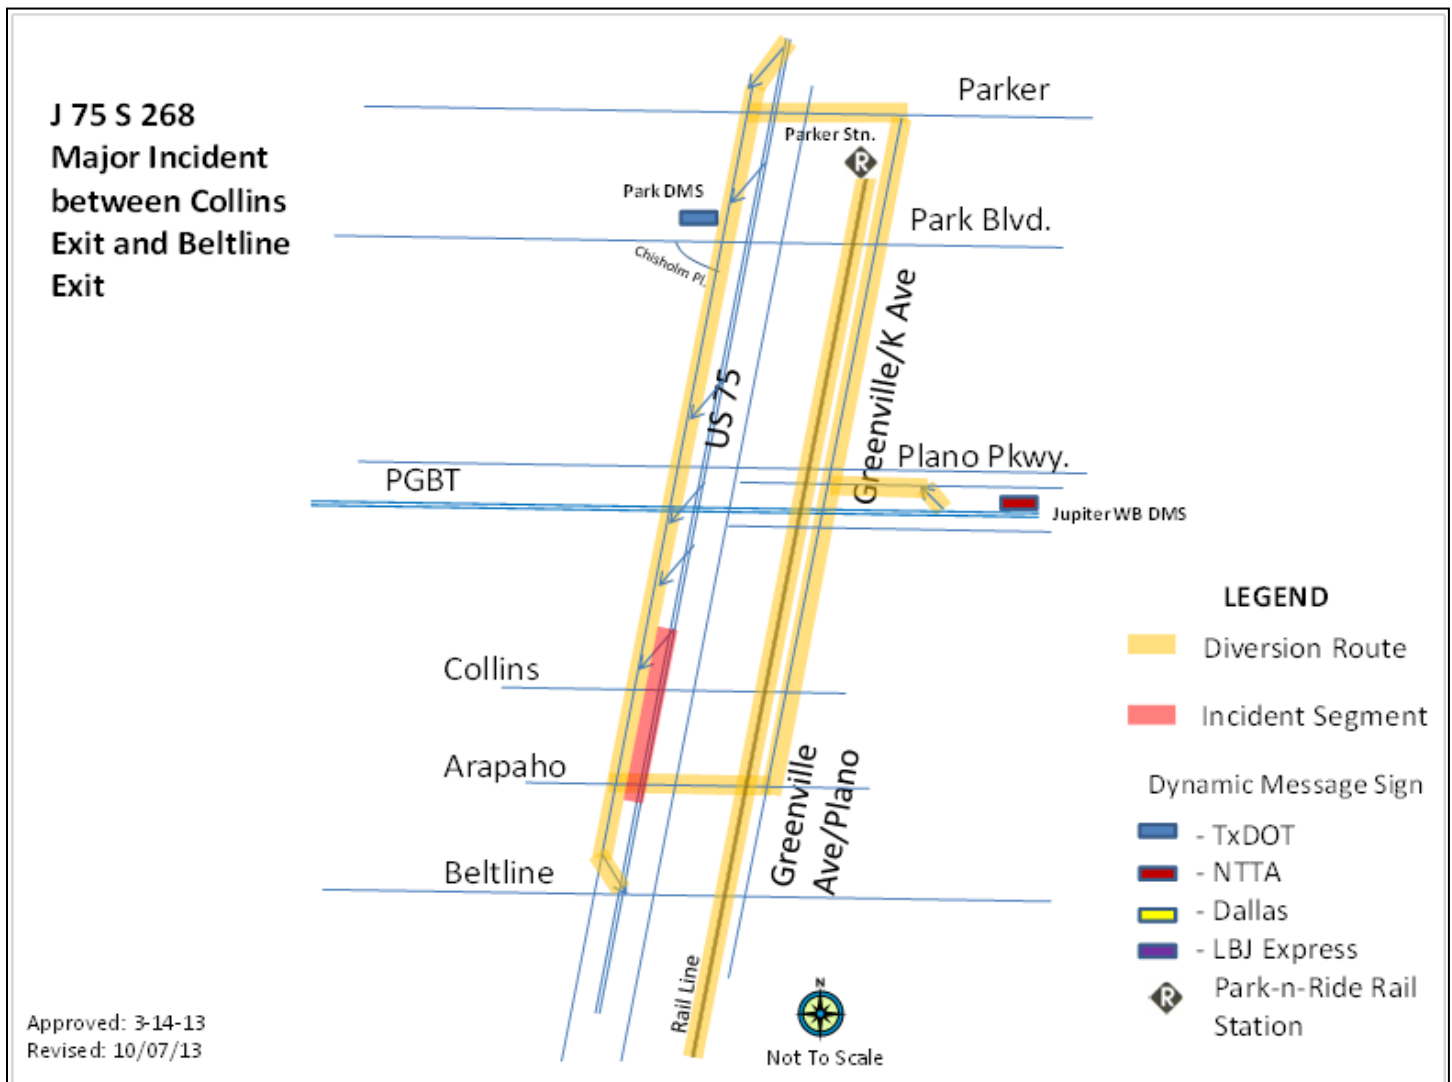 J 75 S 268
Major Incident
between Collins
Exit and Beltline
Exit
Parker
Parker Stn.
R
Park DMS
Park Blvd.
Chisholm Pl.
Greenville/K Ave
US 75
Plano Pkwy.
PGBT
Jupiter WB DMS
LEGEND
Diversion Route
Incident Segment
Collins
Arapaho
Greenville
Ave/Plano
Dynamic Message Sign
- TxDOT
- NTTA
- Dallas
- LBJ Express
R
Park-n-Ride Rail
Station
Beltline
Rail Line
N
Not To Scale
Approved: 3-14-13
Revised: 10/07/13